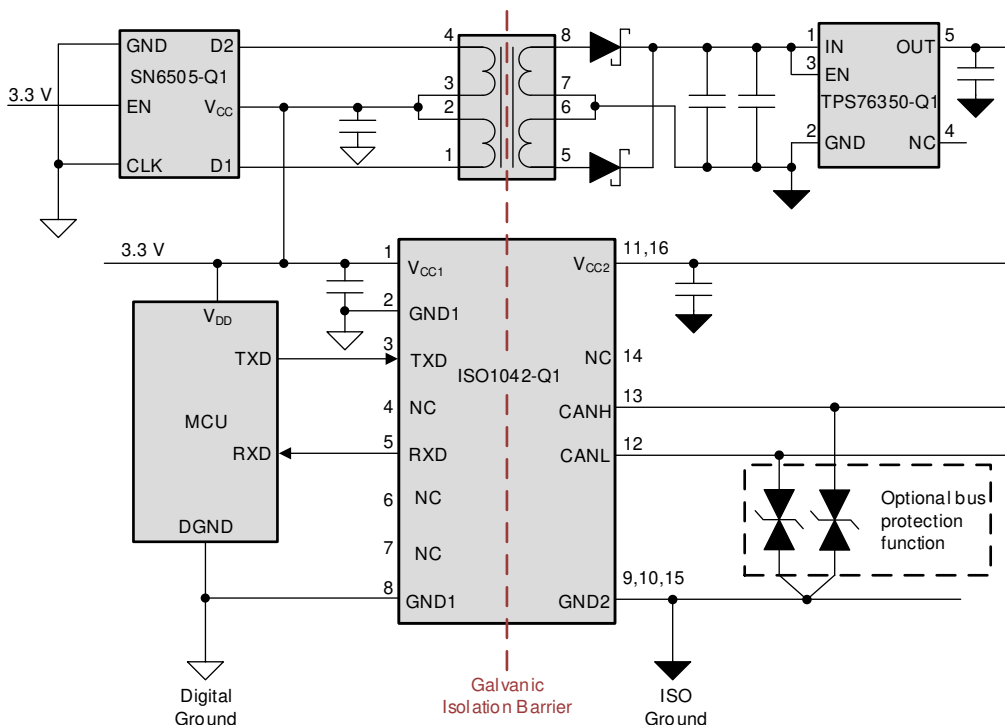 GND
D2
SN6505-Q1
3.3 V
EN
VCC
CLK
D1
4
3
2
1
8
7
6
5
1
IN
OUT
5
3
EN
TPS76350-Q1
2
GND
NC
4
3.3 V
1
VCC1
2
GND1
3
TXD
4
NC
5
RXD
6
NC
7
NC
8
GND1
ISO1042-Q1
11,16
VCC2
NC
14
13
CANH
12
CANL
9,10,15
GND2
VDD
TXD
MCU
RXD
DGND
Optional bus
protection
function
Digital
Ground
Galvanic
Isolation Barrier
ISO
Ground